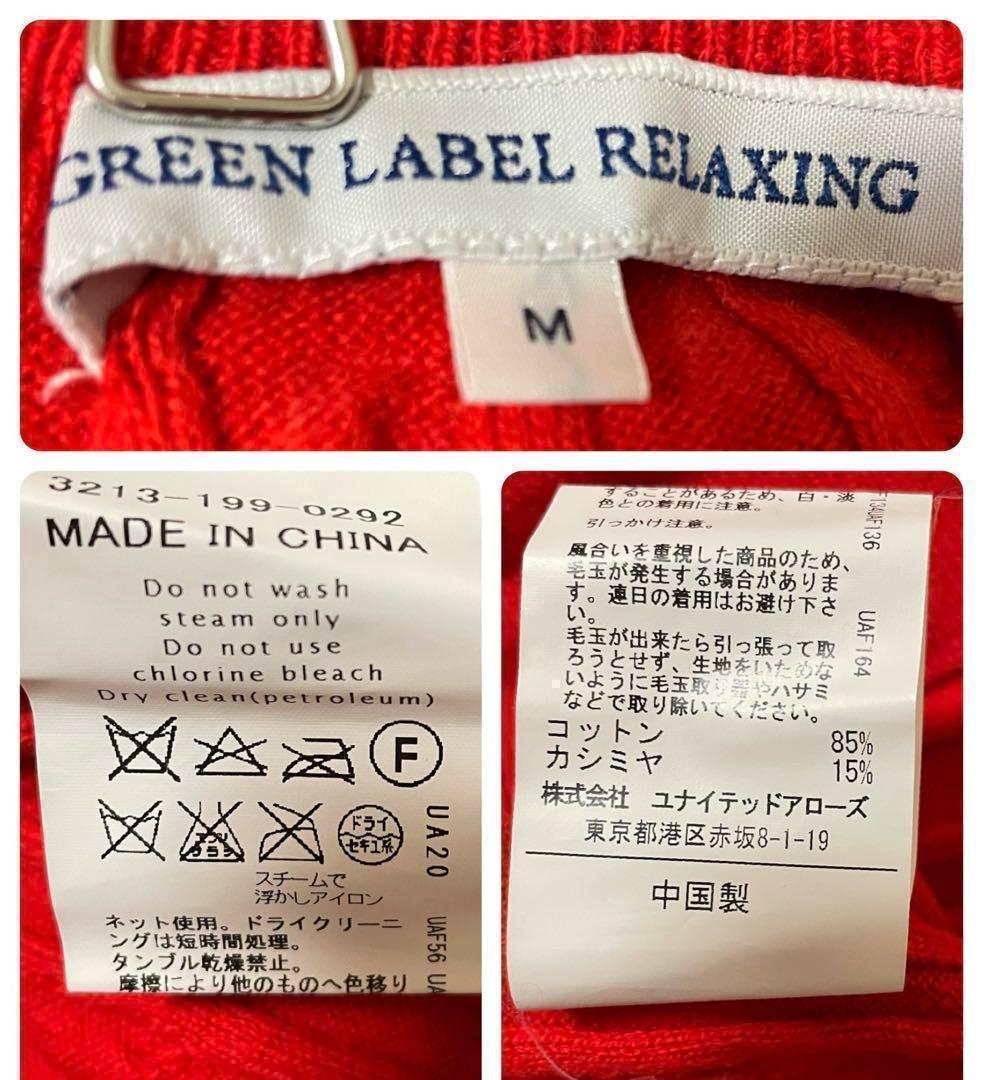 GREEN LABEL RELAXING
M
3213-199-0292
MADE IN CHINA
Do not wash
steam only
Do not use
chlorine bleach
Dry clean(petroleum)
F
エンソ
サラシ
ドライ
セキユ系
スチームで
浮かしアイロン
ネット使用。ドライクリーニ
ングは短時間処理。
タンブル乾燥禁止。
摩擦により他のものへ色移り
UA20
UAF56 UA
することがあるため、白・淡
色との着用に注意。
引っかけ注意。
風合いを重視した商品のため、
毛玉が発生する場合がありま
す。連日の着用はお避け下さ
い。
毛玉が出来たら引っ張って取
ろうとせず、生地をいためな
いように毛玉取り器やハサミ
などで取り除いてください。
コットン 85%
カシミヤ 15%
株式会社 ユナイテッドアローズ
東京都港区赤坂8-1-19
中国製
UAF136
UAF164